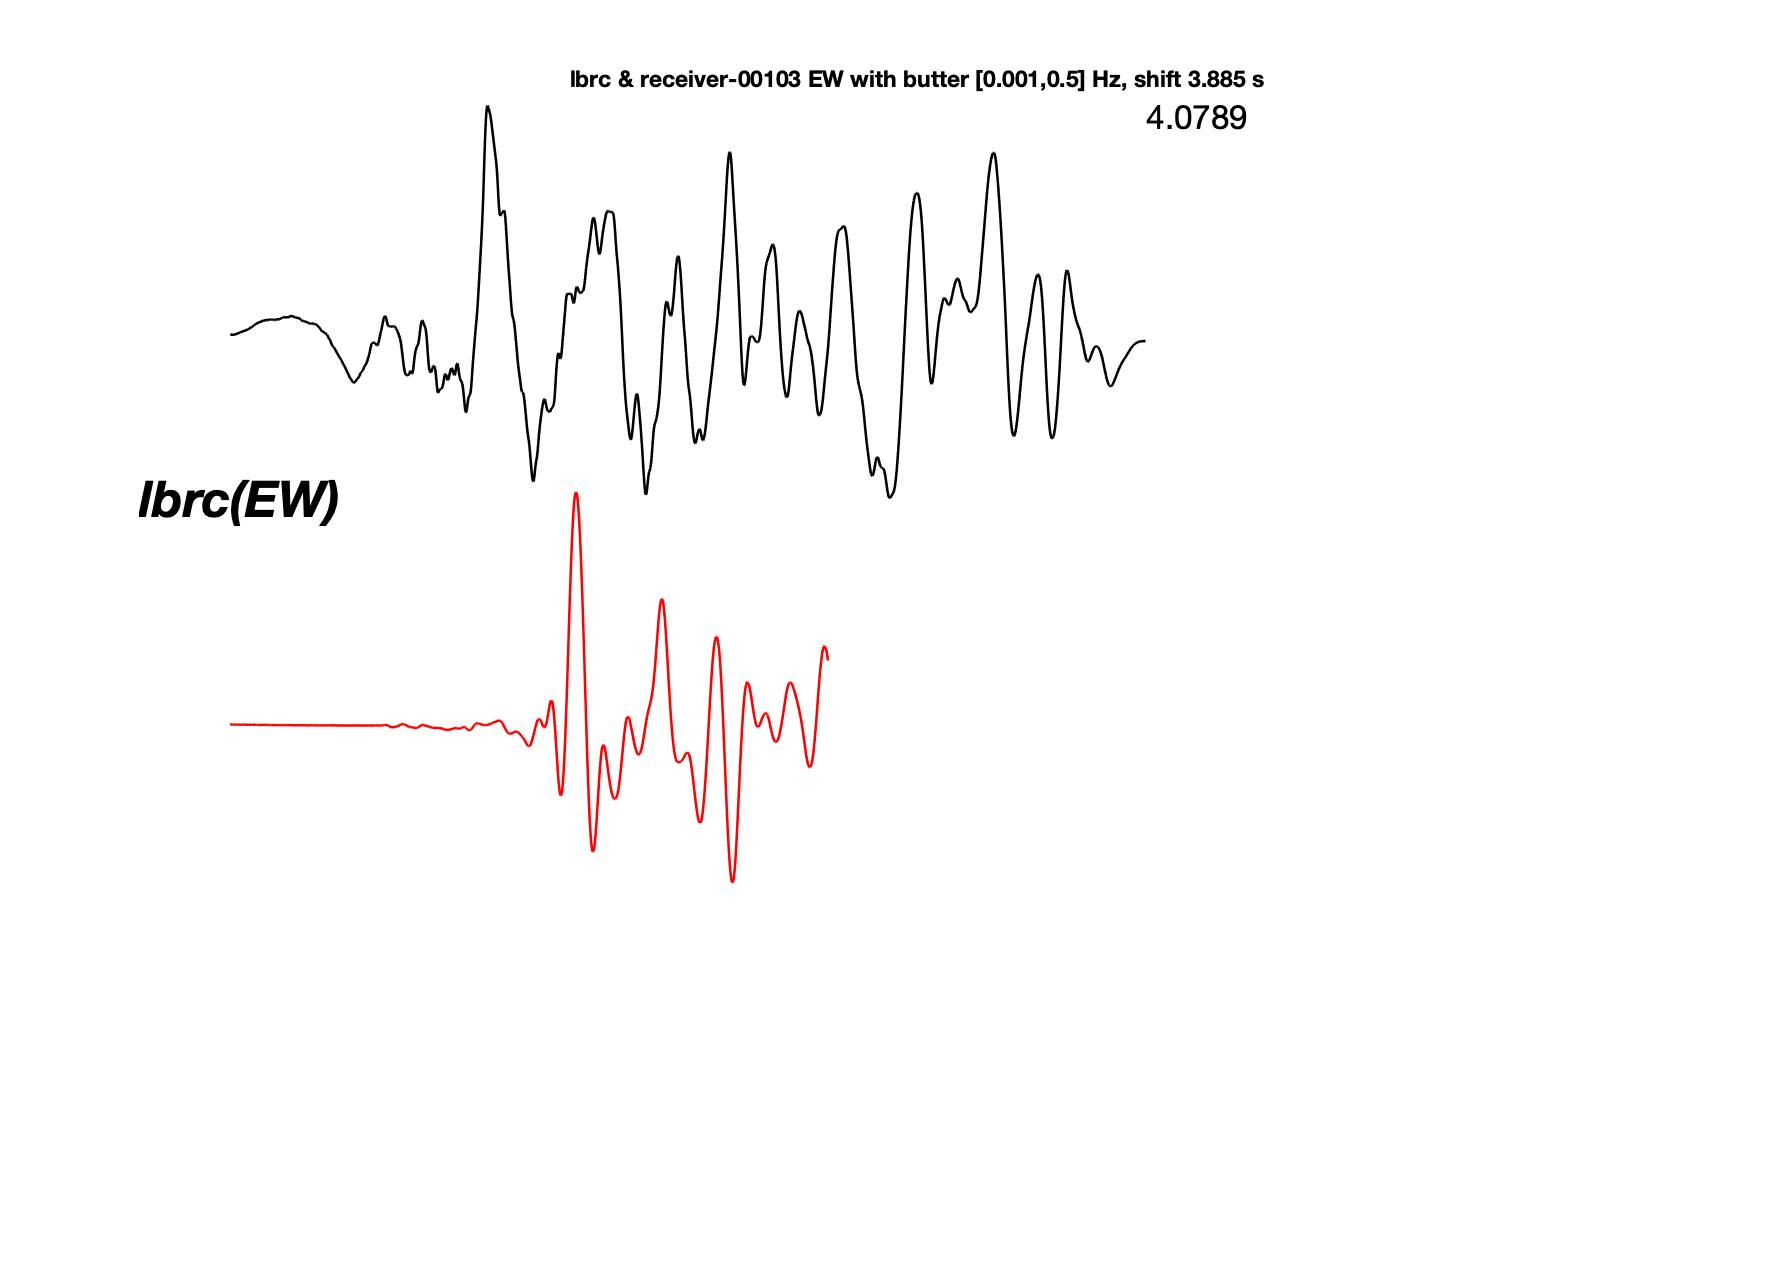 lbrc & receiver-00103 EW with butter [0.001,0.5] Hz, shift 3.885 s
4.0789
lbrc(EW)